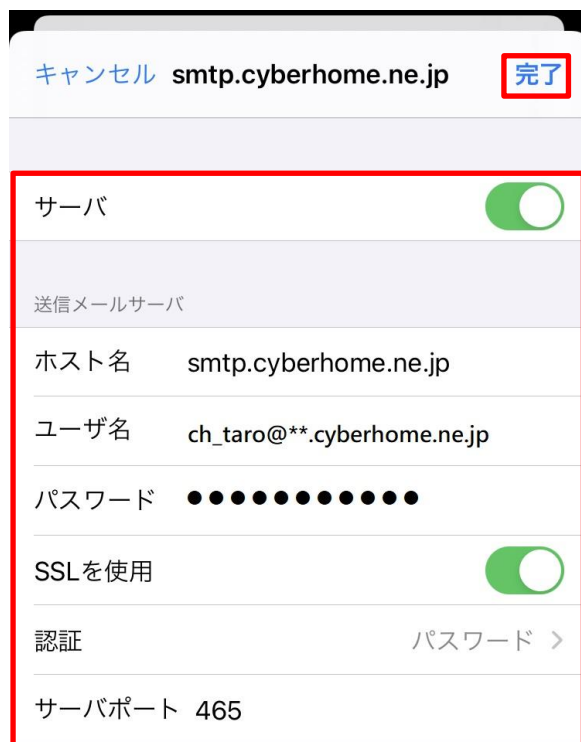 キャンセル smtp.cyberhome.ne.jp 完了
サーバ
送信メールサーバ
ホスト名 smtp.cyberhome.ne.jp
ユーザ名 ch_taro@**.cyberhome.ne.jp
パスワード ●●●●●●●●●●●
SSLを使用
認証 パスワード >
サーバポート 465